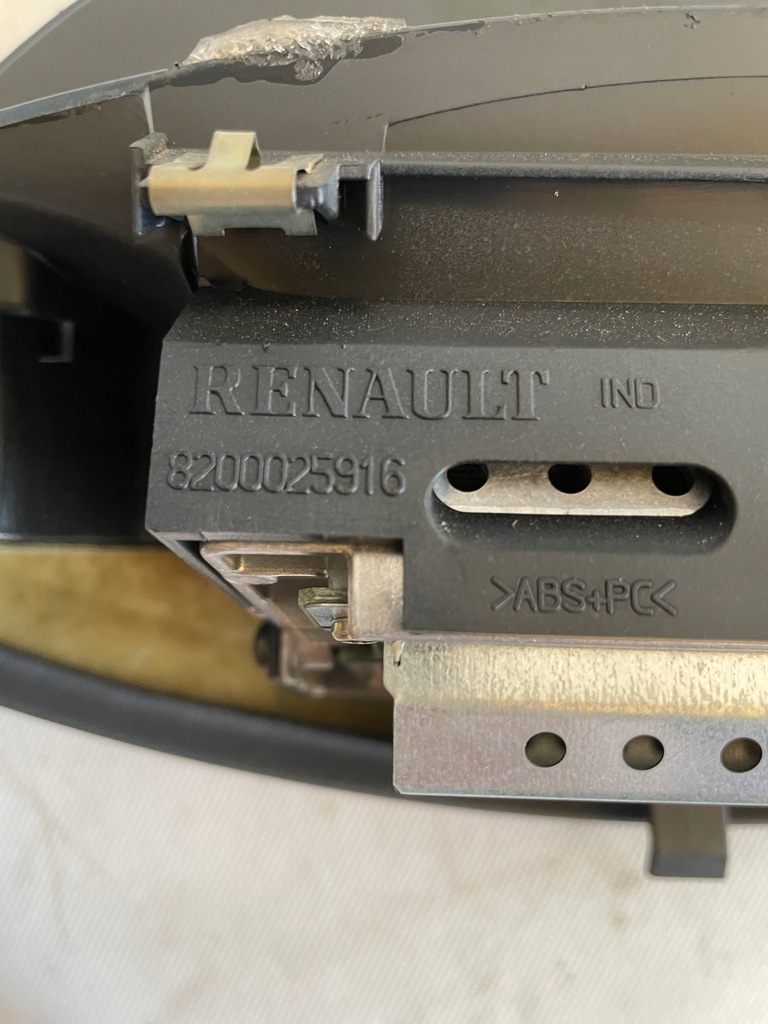 RENAULT IND
8200025916
>ABS+PC<